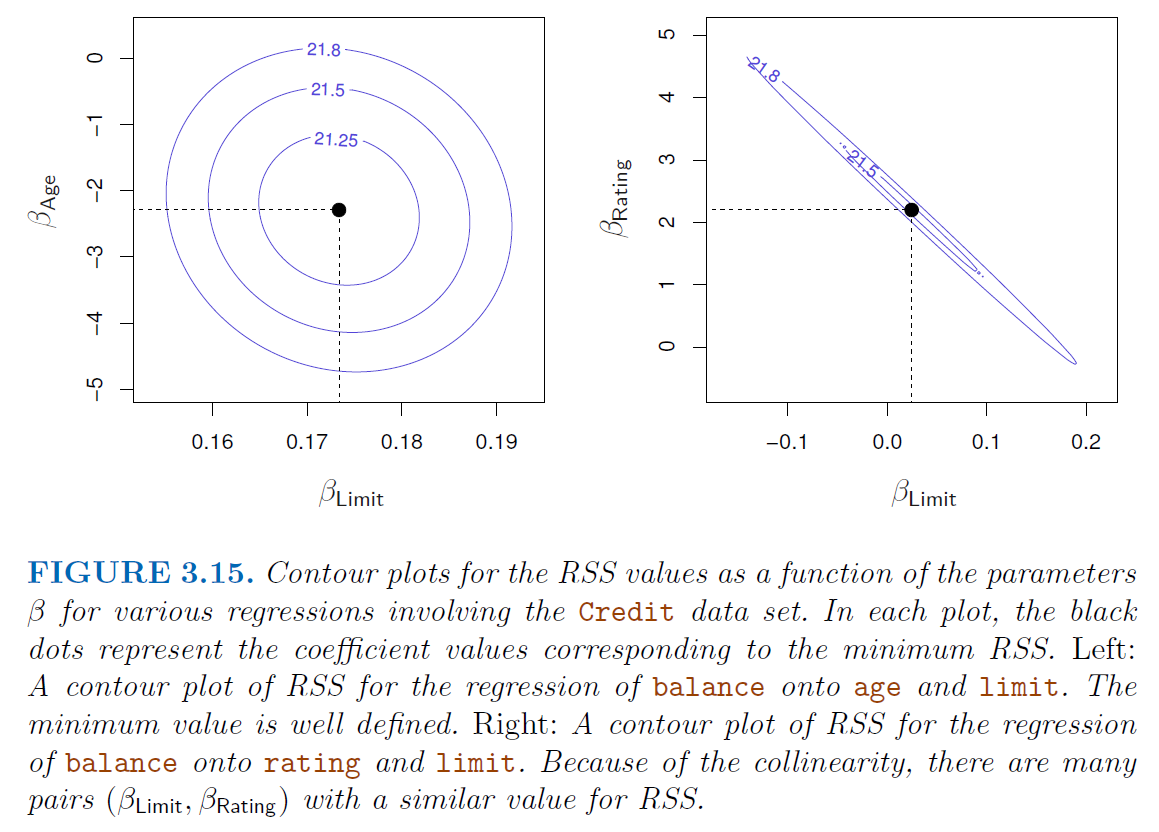 21.8
21.5
21.25
0
−1
−2
−3
−4
−5
βAge
0.16 0.17 0.18 0.19
βLimit
21.8
21.5
5
4
3
2
1
0
βRating
−0.1 0.0 0.1 0.2
βLimit
FIGURE 3.15. Contour plots for the RSS values as a function of the parameters
β for various regressions involving the Credit data set. In each plot, the black
dots represent the coefficient values corresponding to the minimum RSS. Left:
A contour plot of RSS for the regression of balance onto age and limit. The
minimum value is well defined. Right: A contour plot of RSS for the regression
of balance onto rating and limit. Because of the collinearity, there are many
pairs (βLimit, βRating) with a similar value for RSS.